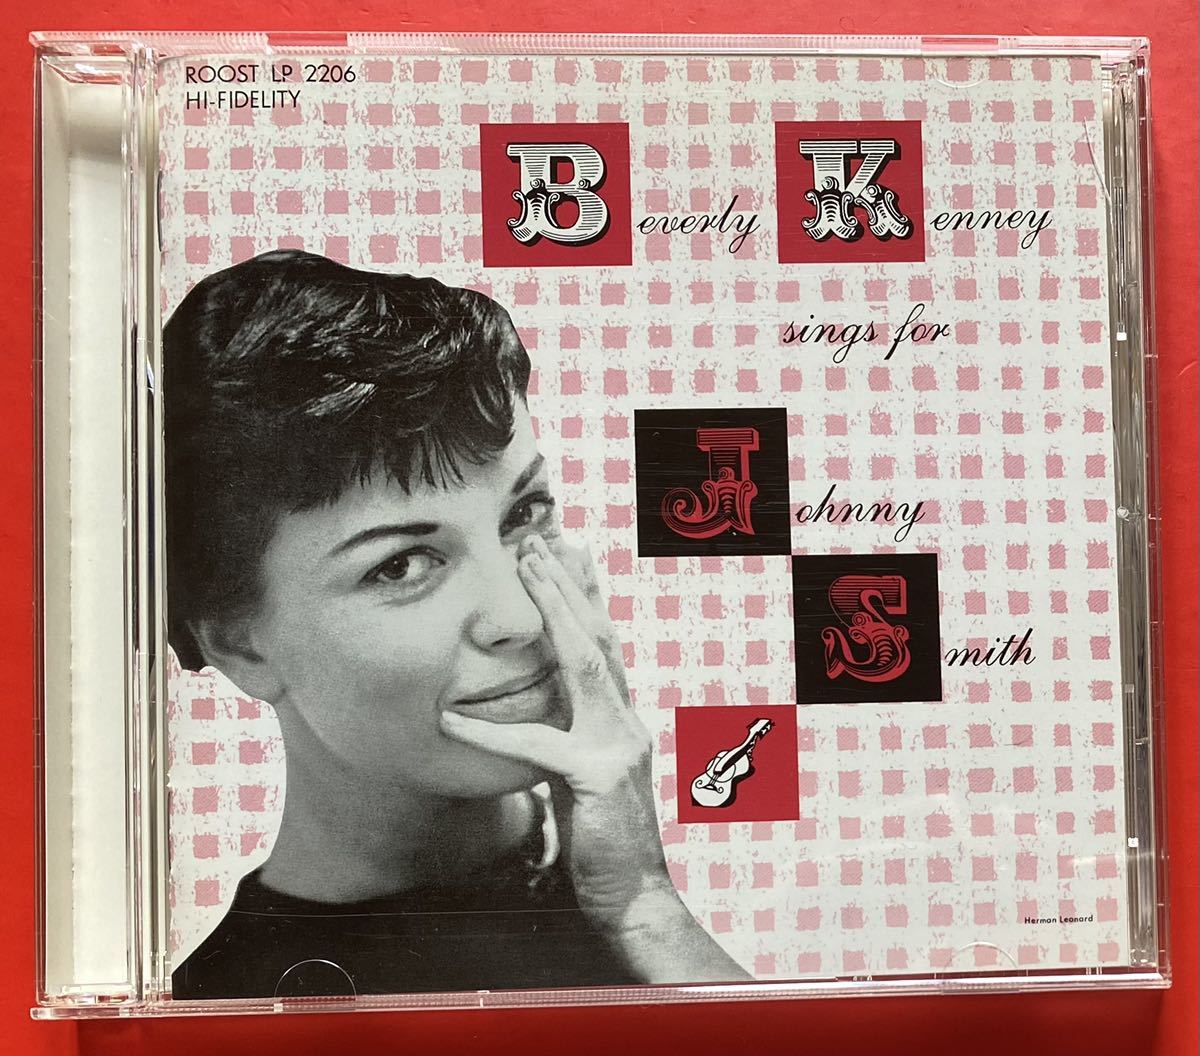 ROOST LP 2206
HI-FIDELITY
Beverly Kenney
sings for
Johnny
Smith
Herman Leonard